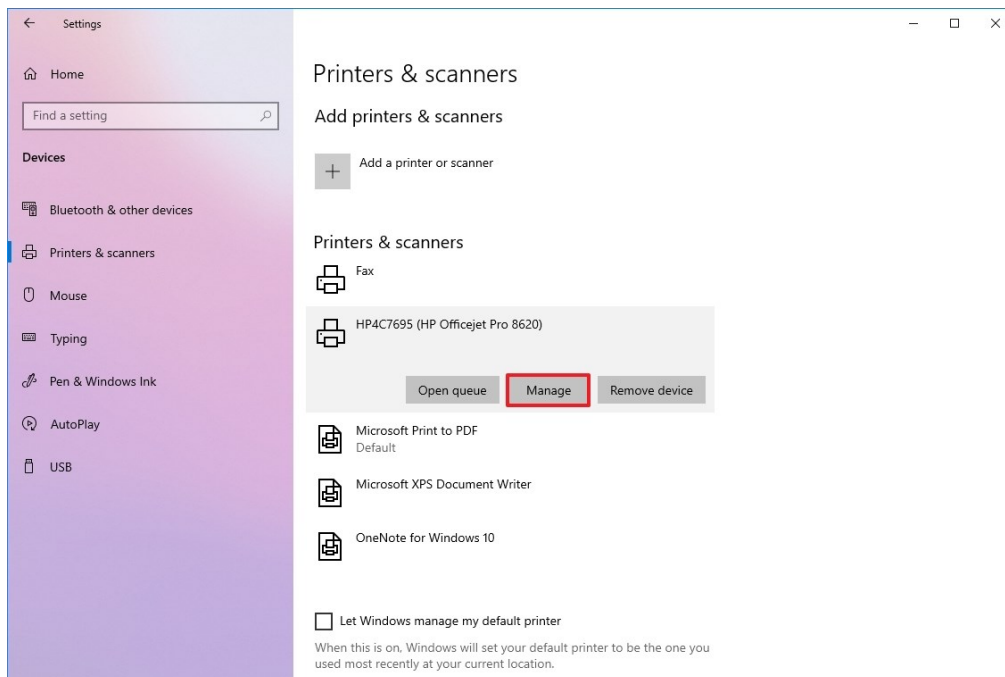 Settings
Home
Find a setting
Devices
Bluetooth & other devices
Printers & scanners
Mouse
Typing
Pen & Windows Ink
AutoPlay
USB
Printers & scanners
Add printers & scanners
Add a printer or scanner
Printers & scanners
Fax
HP4C7695 (HP Officejet Pro 8620)
Open queue Manage Remove device
Microsoft Print to PDF
Default
Microsoft XPS Document Writer
OneNote for Windows 10
Let Windows manage my default printer
When this is on, Windows will set your default printer to be the one you
used most recently at your current location.